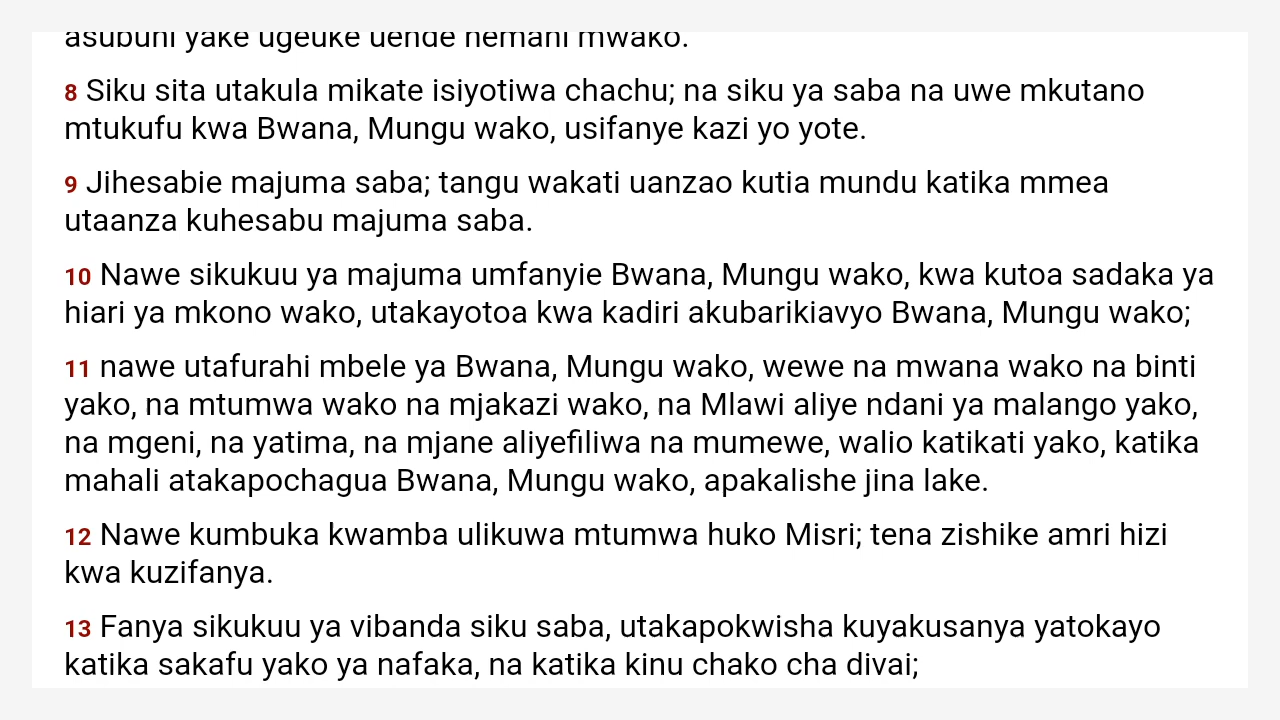 asubuhi yake ugeuke uende hemani mwako.
8 Siku sita utakula mikate isiyotiwa chachu; na siku ya saba na uwe mkutano
mtukufu kwa Bwana, Mungu wako, usifanye kazi yo yote.
9 Jihesabie majuma saba; tangu wakati uanzao kutia mundu katika mmea
utaanza kuhesabu majuma saba.
10 Nawe sikukuu ya majuma umfanyie Bwana, Mungu wako, kwa kutoa sadaka ya
hiari ya mkono wako, utakayotoa kwa kadiri akubarikiavyo Bwana, Mungu wako;
11 nawe utafurahi mbele ya Bwana, Mungu wako, wewe na mwana wako na binti
yako, na mtumwa wako na mjakazi wako, na Mlawi aliye ndani ya malango yako,
na mgeni, na yatima, na mjane aliyefiliwa na mumewe, walio katikati yako, katika
mahali atakapochagua Bwana, Mungu wako, apakalishe jina lake.
12 Nawe kumbuka kwamba ulikuwa mtumwa huko Misri; tena zishike amri hizi
kwa kuzifanya.
13 Fanya sikukuu ya vibanda siku saba, utakapokwisha kuyakusanya yatokayo
katika sakafu yako ya nafaka, na katika kinu chako cha divai;